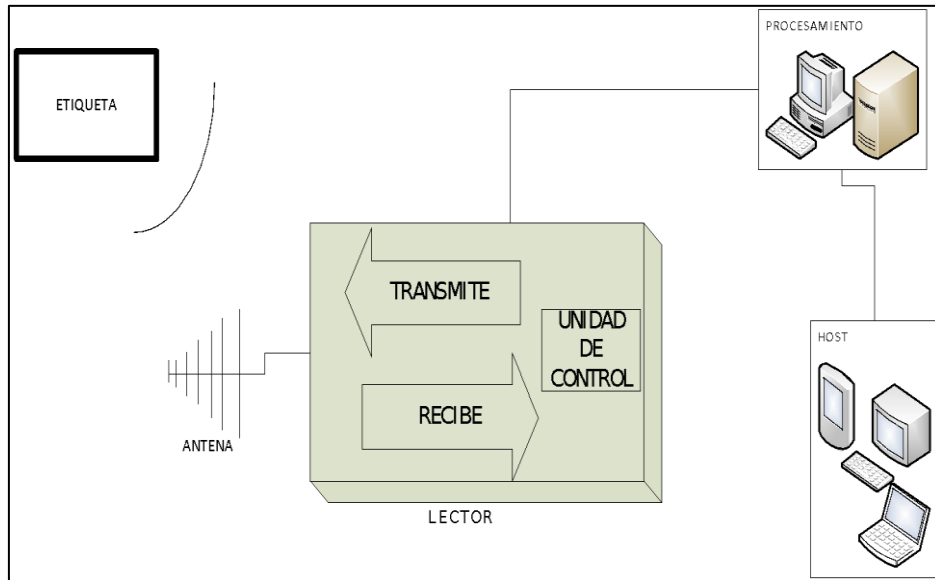 PROCESAMIENTO
ETIQUETA
TRANSMITE
UNIDAD
DE
CONTROL
HOST
RECIBE
ANTENA
LECTOR